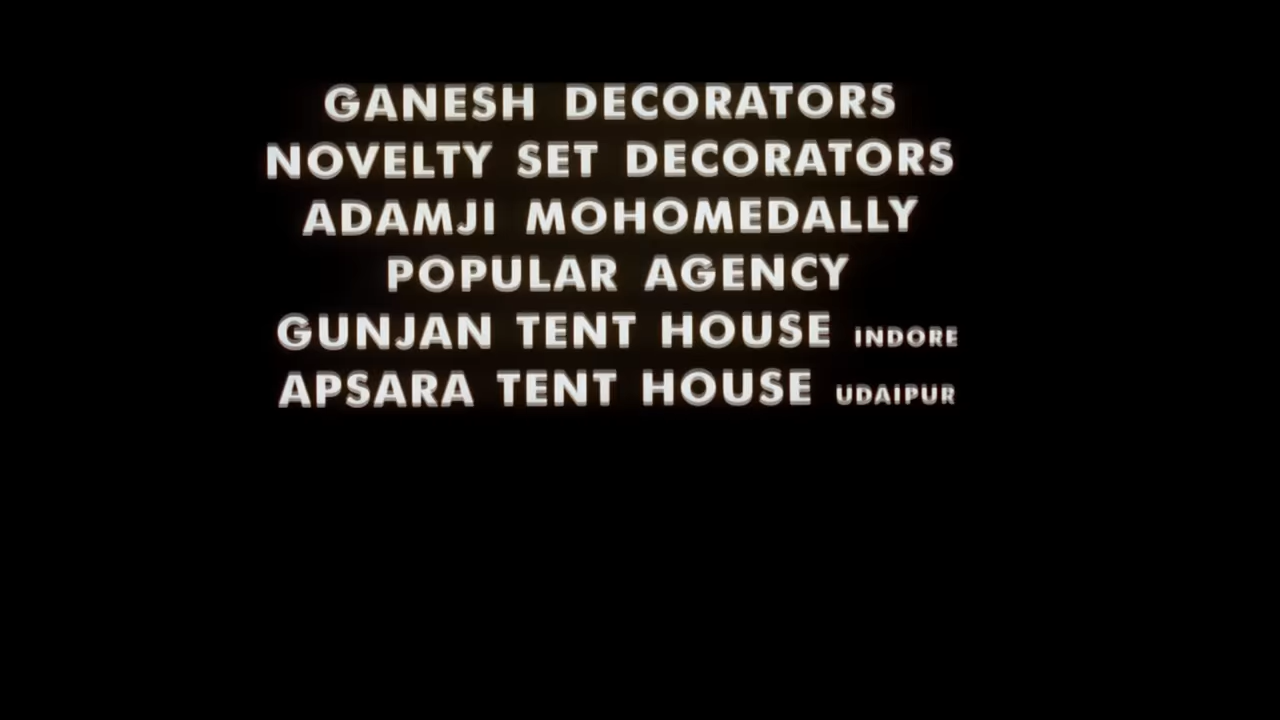 GANESH DECORATORS
NOVELTY SET DECORATORS
ADAMJI MOHOMEDALLY
POPULAR AGENCY
GUNJAN TENT HOUSE INDORE
APSARA TENT HOUSE UDAIPUR